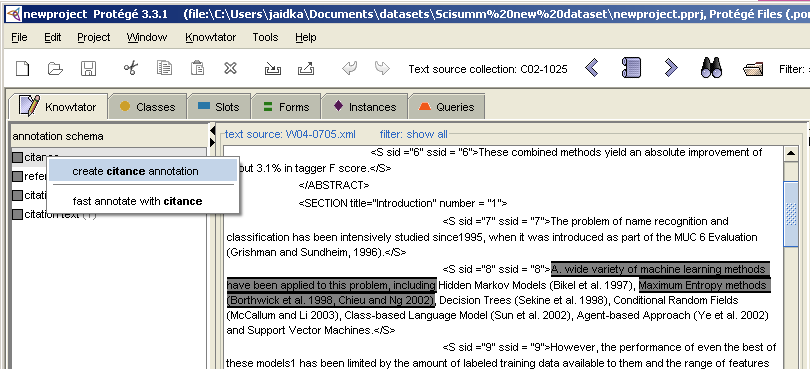 newproject  Protégé 3.3.1    (file:\C:\Users\jaidka\Documents\datasets\Scisumm%20new%20dataset\newproject.pprj, Protégé Files (.po
File  Edit  Project  Window  Knowtator  Tools  Help
Text source collection: C02-1025  Filter:
Knowtator  Classes  Slots  Forms  Instances  Queries
annotation schema
text source: W04-0705.xml    filter: show all
citance
create citance annotation
refer
citati
fast annotate with citance
citation text (1)
<S sid ="6" ssid = "6">These combined methods yield an absolute improvement of
out 3.1% in tagger F score.</S>
</ABSTRACT>
<SECTION title="Introduction" number = "1">
<S sid ="7" ssid = "7">The problem of name recognition and
classification has been intensively studied since1995, when it was introduced as part of the MUC 6 Evaluation
(Grishman and Sundheim, 1996).</S>
<S sid ="8" ssid = "8">A. wide variety of machine learning methods
have been applied to this problem, including Hidden Markov Models (Bikel et al. 1997), Maximum Entropy methods
(Borthwick et al. 1998, Chieu and Ng 2002), Decision Trees (Sekine et al. 1998), Conditional Random Fields
(McCallum and Li 2003), Class-based Language Model (Sun et al. 2002), Agent-based Approach (Ye et al. 2002)
and Support Vector Machines.</S>
<S sid ="9" ssid = "9">However, the performance of even the best of
these models1 has been limited by the amount of labeled training data available to them and the range of features